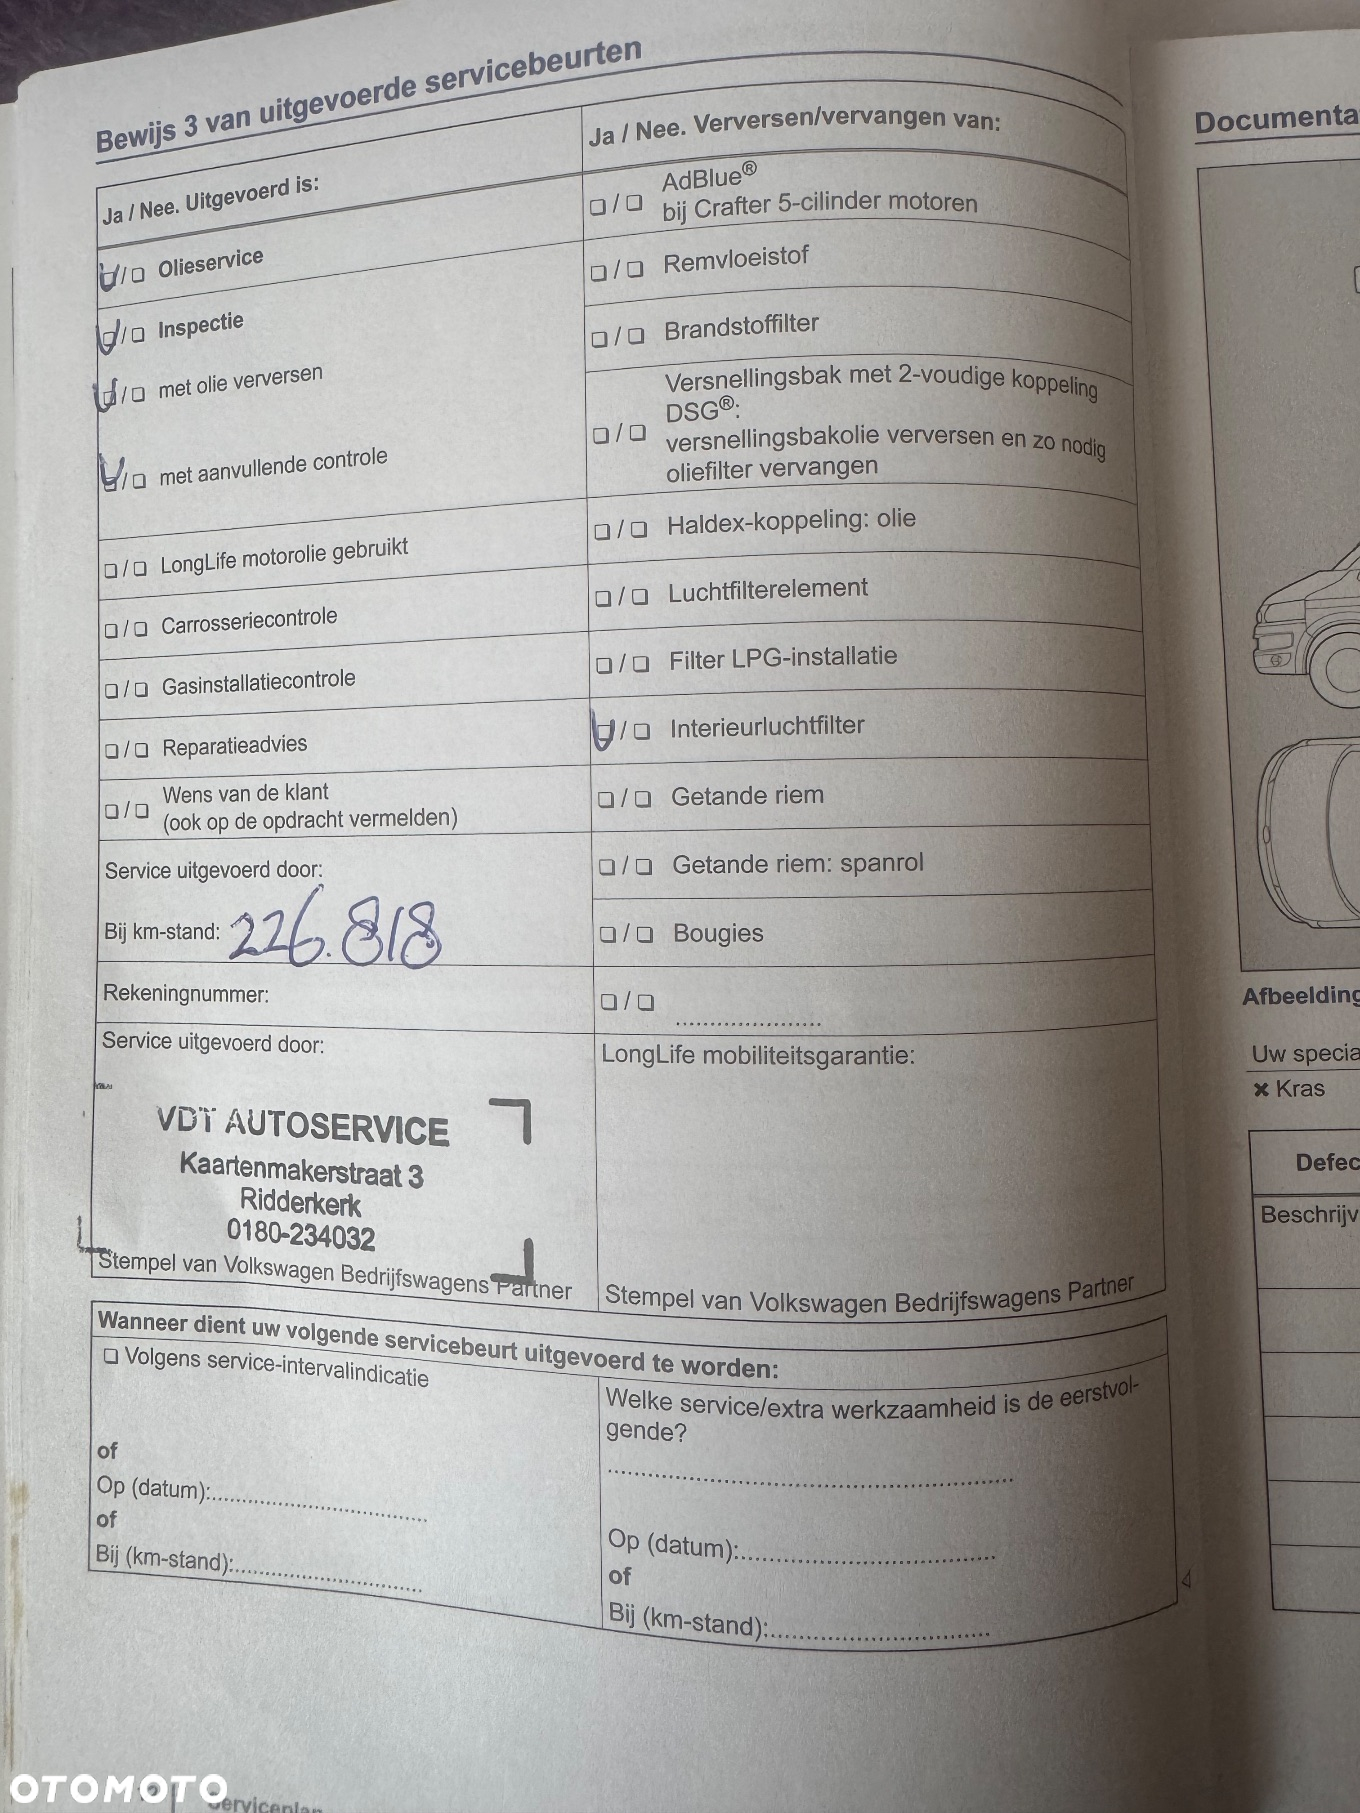 Bewijs 3 van uitgevoerde servicebeurten
Ja / Nee. Uitgevoerd is:
/ Olieservice
/ Inspectie
/ met olie verversen
/ met aanvullende controle
/ LongLife motorolie gebruikt
/ Carrosseriecontrole
/ Gasinstallatiecontrole
/ Reparatieadvies
/ Wens van de klant
(ook op de opdracht vermelden)
Service uitgevoerd door:
Bij km-stand: 226.818
Rekeningnummer:
Service uitgevoerd door:
VDT AUTOSERVICE
Kaartenmakerstraat 3
Ridderkerk
0180-234032
Stempel van Volkswagen Bedrijfswagens Partner
Ja / Nee. Verversen/vervangen van:
/ AdBlue®
bij Crafter 5-cilinder motoren
/ Remvloeistof
/ Brandstoffilter
/ Versnellingsbak met 2-voudige koppeling
DSG®:
versnellingsbakolie verversen en zo nodig
oliefilter vervangen
/ Haldex-koppeling: olie
/ Luchtfilterelement
/ Filter LPG-installatie
/ Interieurluchtfilter
/ Getande riem
/ Getande riem: spanrol
/ Bougies
/ ......................
LongLife mobiliteitsgarantie:
Stempel van Volkswagen Bedrijfswagens Partner
Wanneer dient uw volgende servicebeurt uitgevoerd te worden:
Volgens service-intervalindicatie
of
Op (datum):
of
Bij (km-stand):
Welke service/extra werkzaamheid is de eerstvol-
gende?
Op (datum):
of
Bij (km-stand):
Documenta
Afbeelding
Uw specia
Kras
Defec
Beschrijv
OTOMOTO
Serviceplan